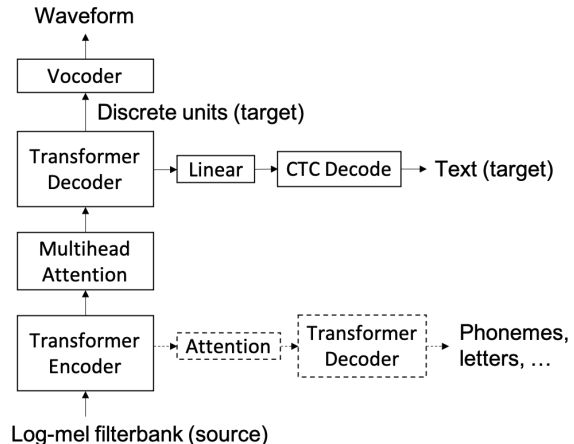 Waveform
Vocoder
Discrete units (target)
Transformer
Decoder
Linear
CTC Decode
Text (target)
Multihead
Attention
Transformer
Encoder
Attention
Transformer
Decoder
Phonemes,
letters, ...
Log-mel filterbank (source)